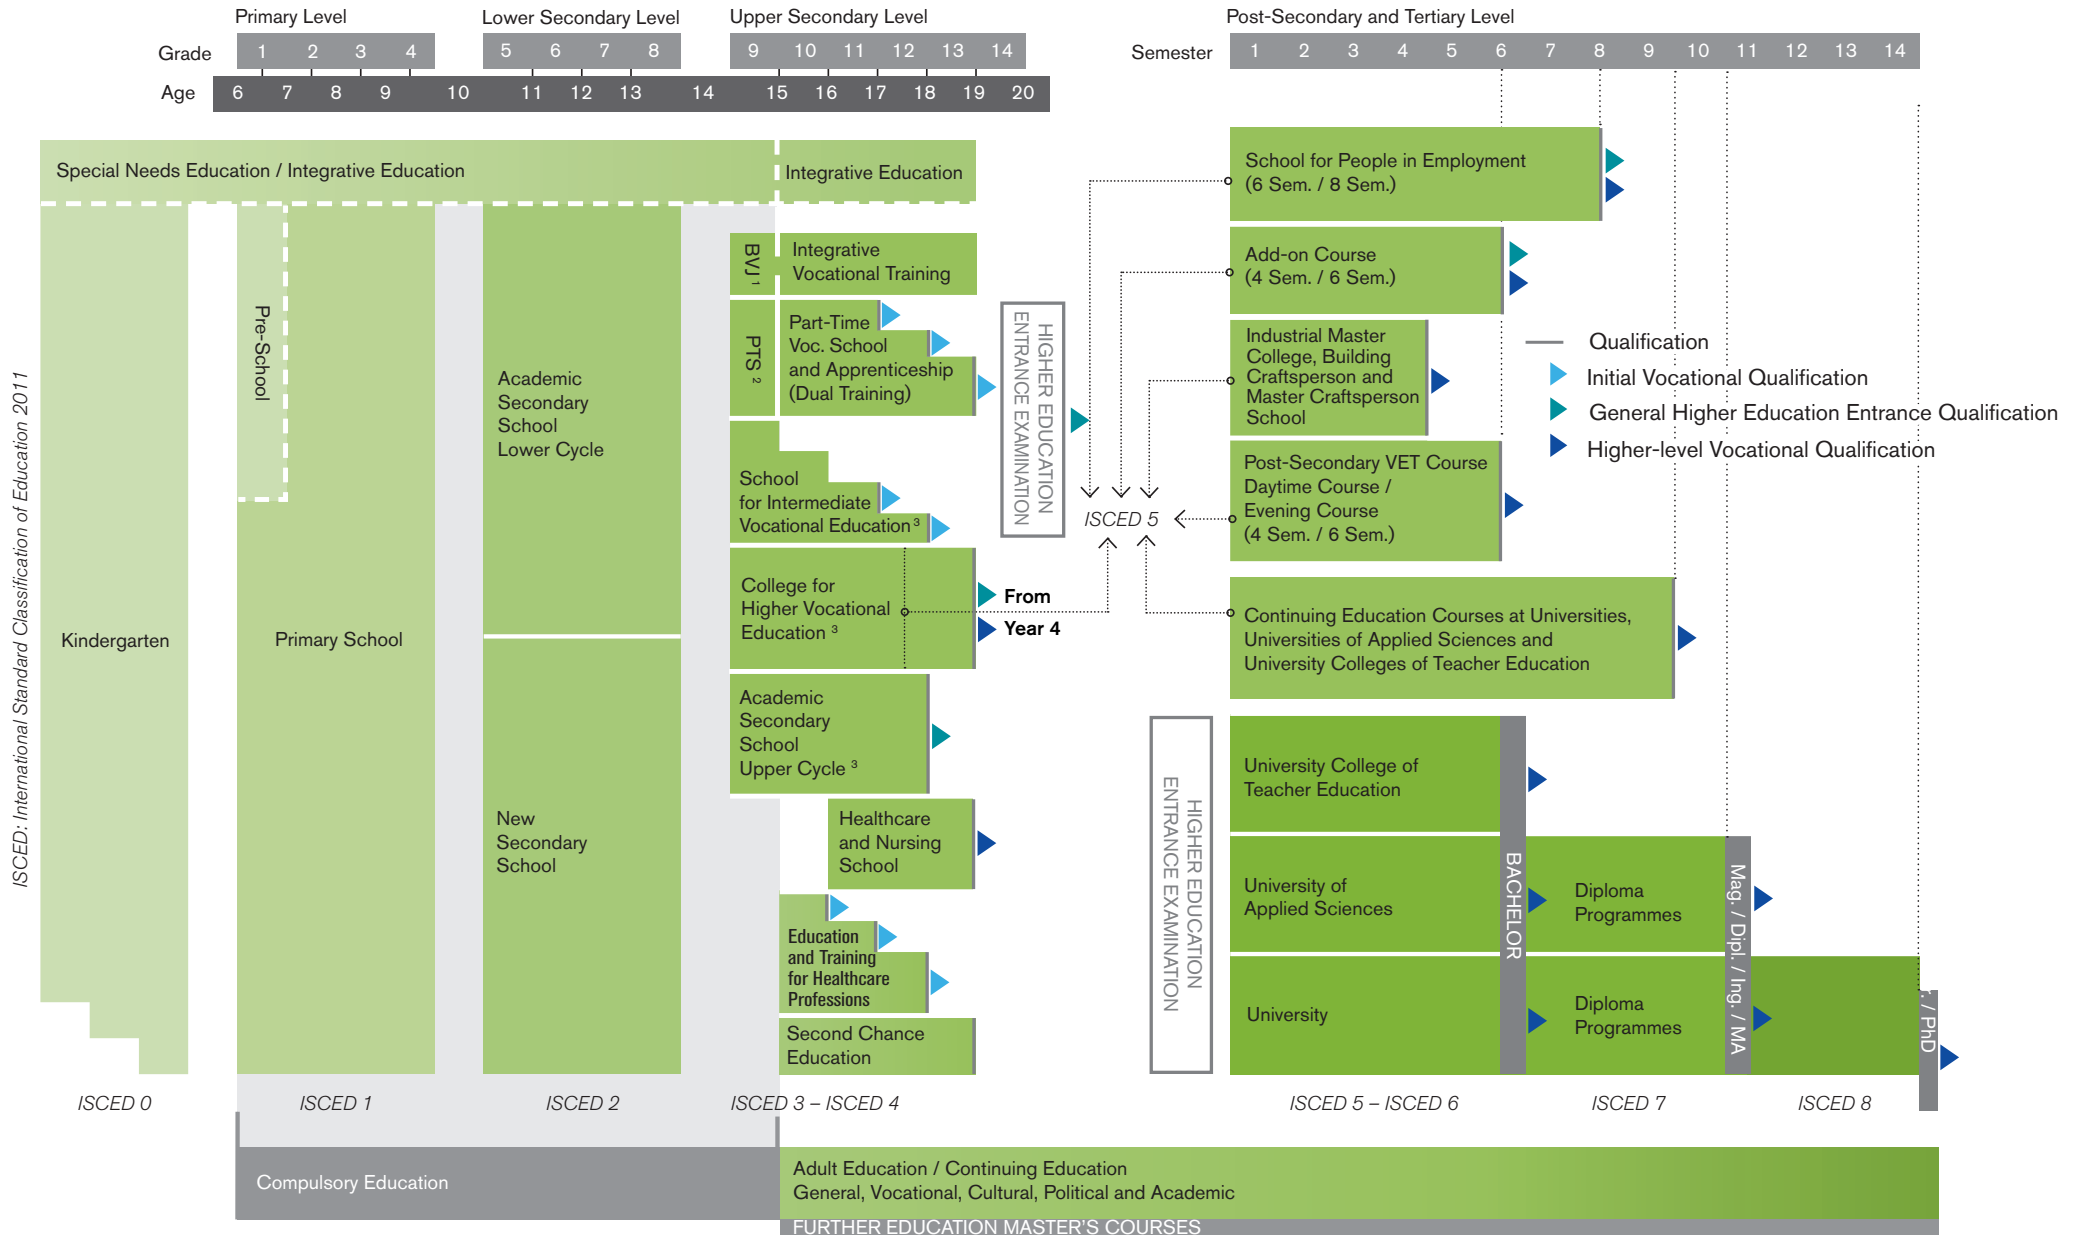 Primary Level
Lower Secondary Level
Upper Secondary Level
Post-Secondary and Tertiary Level
Grade
1 2 3 4
5 6 7 8
9 10 11 12 13 14
Semester
1 2 3 4 5 6 7 8 9 10 11 12 13 14
Age
6 7 8 9 10 11 12 13 14 15 16 17 18 19 20
ISCED: International Standard Classification of Education 2011
Special Needs Education / Integrative Education
Integrative Education
Kindergarten
Pre-School
Primary School
Academic
Secondary
School
Lower Cycle
New
Secondary
School
BVJ 1
Integrative
Vocational Training
PTS 2
Part-Time
Voc. School
and Apprenticeship
(Dual Training)
School
for Intermediate
Vocational Education 3
College for
Higher Vocational
Education 3
From
Year 4
Academic
Secondary
School
Upper Cycle 3
Healthcare
and Nursing
School
Education
and Training
for Healthcare
Professions
Second Chance
Education
HIGHER EDUCATION
ENTRANCE EXAMINATION
ISCED 5
School for People in Employment
(6 Sem. / 8 Sem.)
Add-on Course
(4 Sem. / 6 Sem.)
Industrial Master
College, Building
Craftsperson and
Master Craftsperson
School
Post-Secondary VET Course
Daytime Course /
Evening Course
(4 Sem. / 6 Sem.)
Continuing Education Courses at Universities,
Universities of Applied Sciences and
University Colleges of Teacher Education
Qualification
Initial Vocational Qualification
General Higher Education Entrance Qualification
Higher-level Vocational Qualification
HIGHER EDUCATION
ENTRANCE EXAMINATION
University College of
Teacher Education
University of
Applied Sciences
University
BACHELOR
Diploma
Programmes
Diploma
Programmes
Mag. / Dipl. / Ing. / MA
. / PhD
ISCED 0
ISCED 1
ISCED 2
ISCED 3 – ISCED 4
ISCED 5 – ISCED 6
ISCED 7
ISCED 8
Compulsory Education
Adult Education / Continuing Education
General, Vocational, Cultural, Political and Academic
FURTHER EDUCATION MASTER'S COURSES